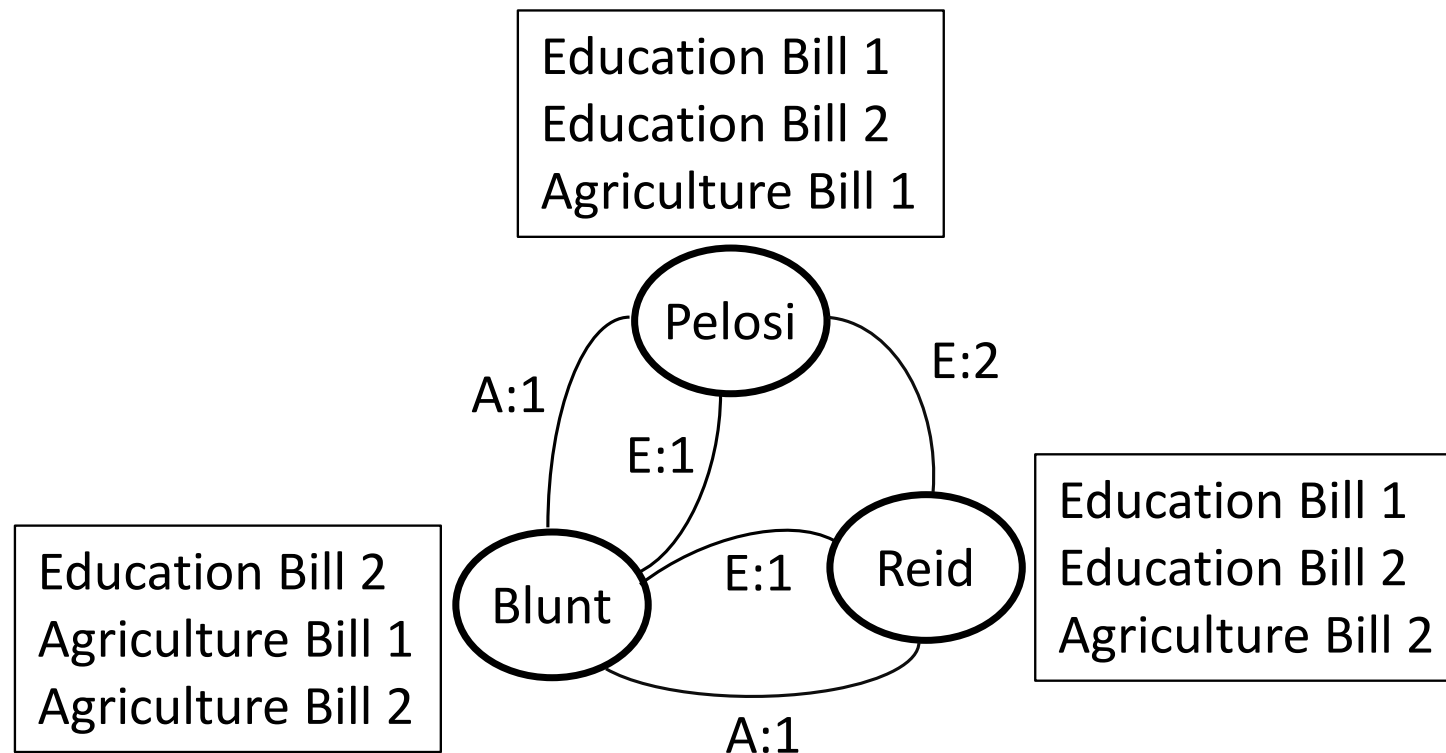 Education Bill 1
Education Bill 2
Agriculture Bill 1
Pelosi
E:2
A:1
E:1
Education Bill 1
Education Bill 2
Agriculture Bill 2
Reid
E:1
Blunt
Education Bill 2
Agriculture Bill 1
Agriculture Bill 2
A:1